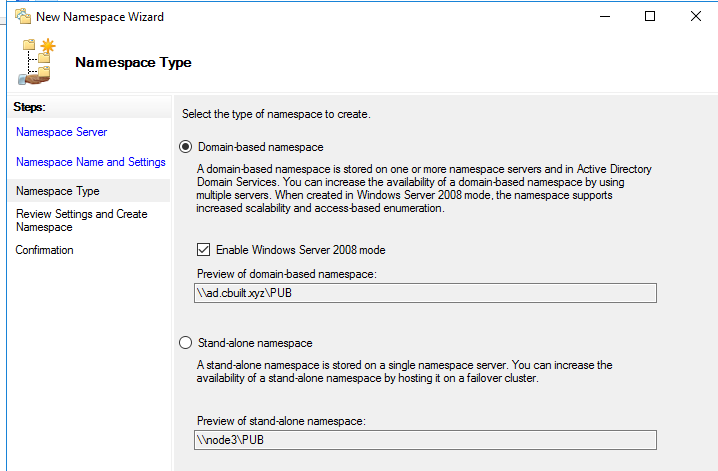 New Namespace Wizard
Namespace Type
Steps:
Namespace Server
Namespace Name and Settings
Namespace Type
Review Settings and Create
Namespace
Confirmation
Select the type of namespace to create.
Domain-based namespace
A domain-based namespace is stored on one or more namespace servers and in Active Directory
Domain Services. You can increase the availability of a domain-based namespace by using
multiple servers. When created in Windows Server 2008 mode, the namespace supports
increased scalability and access-based enumeration.
Enable Windows Server 2008 mode
Preview of domain-based namespace:
\\ad.cbuilt.xyz\PUB
Stand-alone namespace
A stand-alone namespace is stored on a single namespace server. You can increase the
availability of a stand-alone namespace by hosting it on a failover cluster.
Preview of stand-alone namespace:
\\node3\PUB